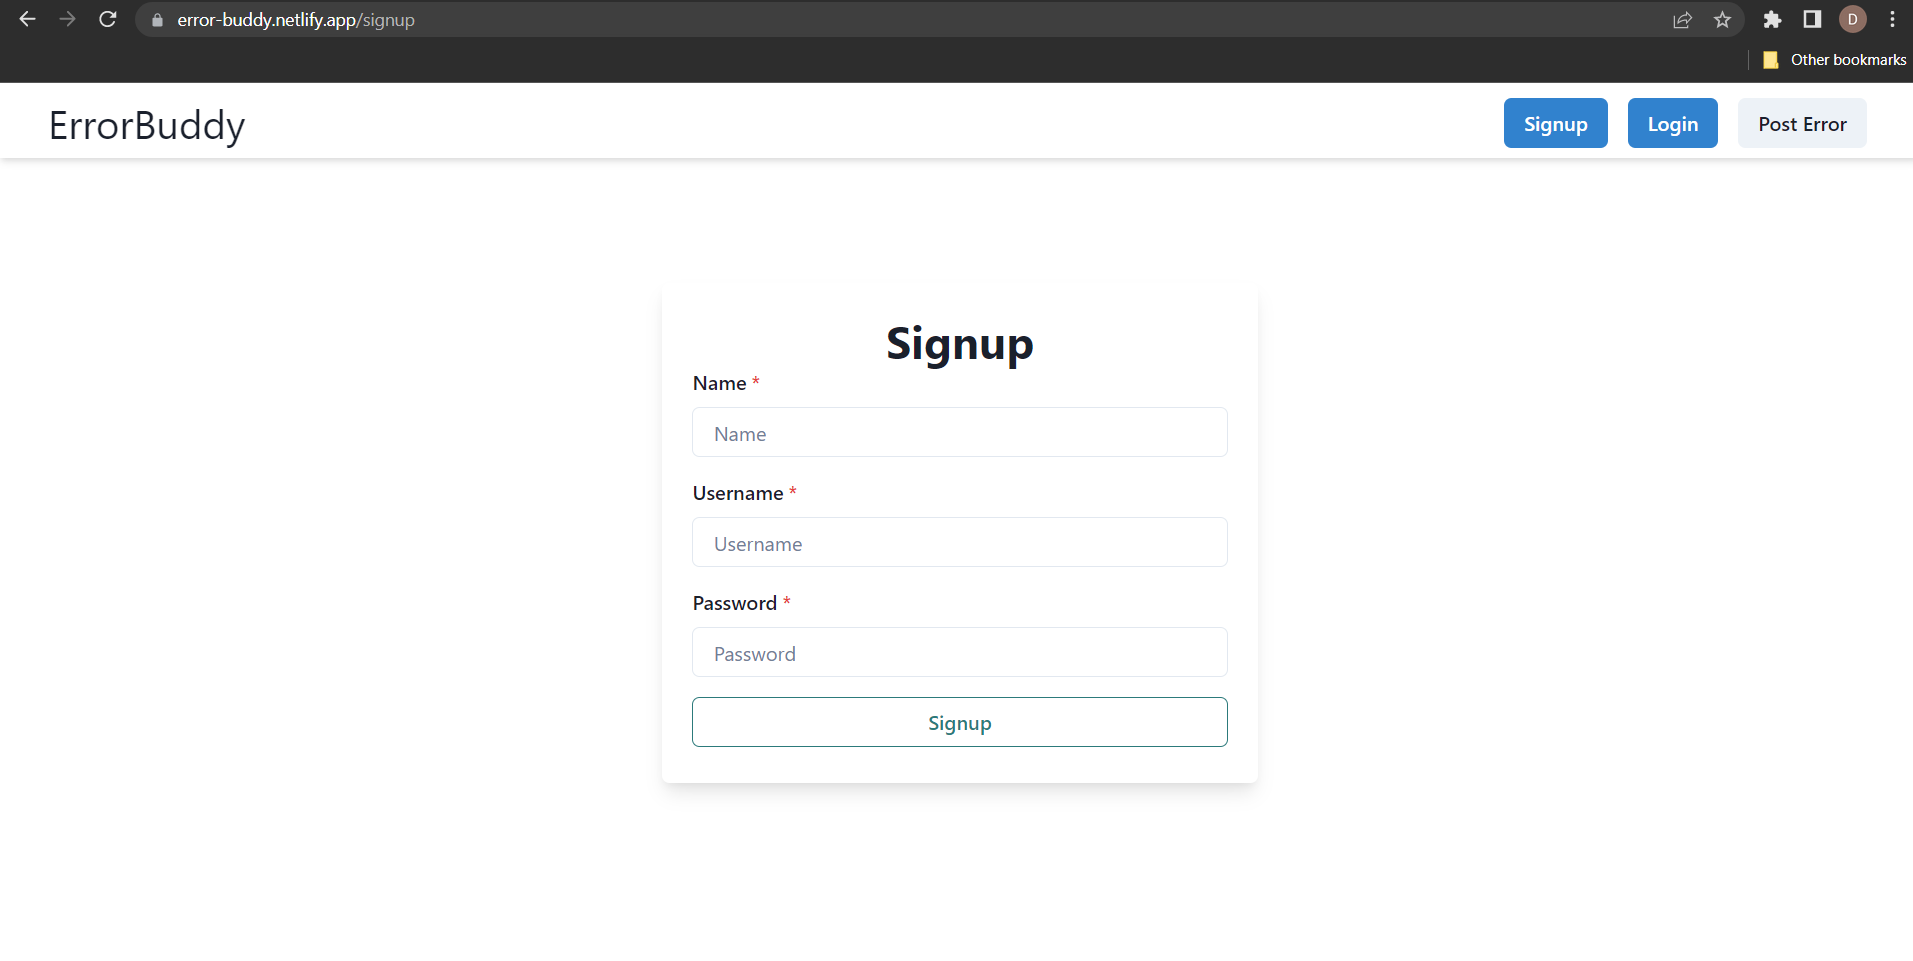 error-buddy.netlify.app/signup
D
Other bookmarks
ErrorBuddy
Signup
Login
Post Error
Signup
Name *
Name
Username *
Username
Password *
Password
Signup